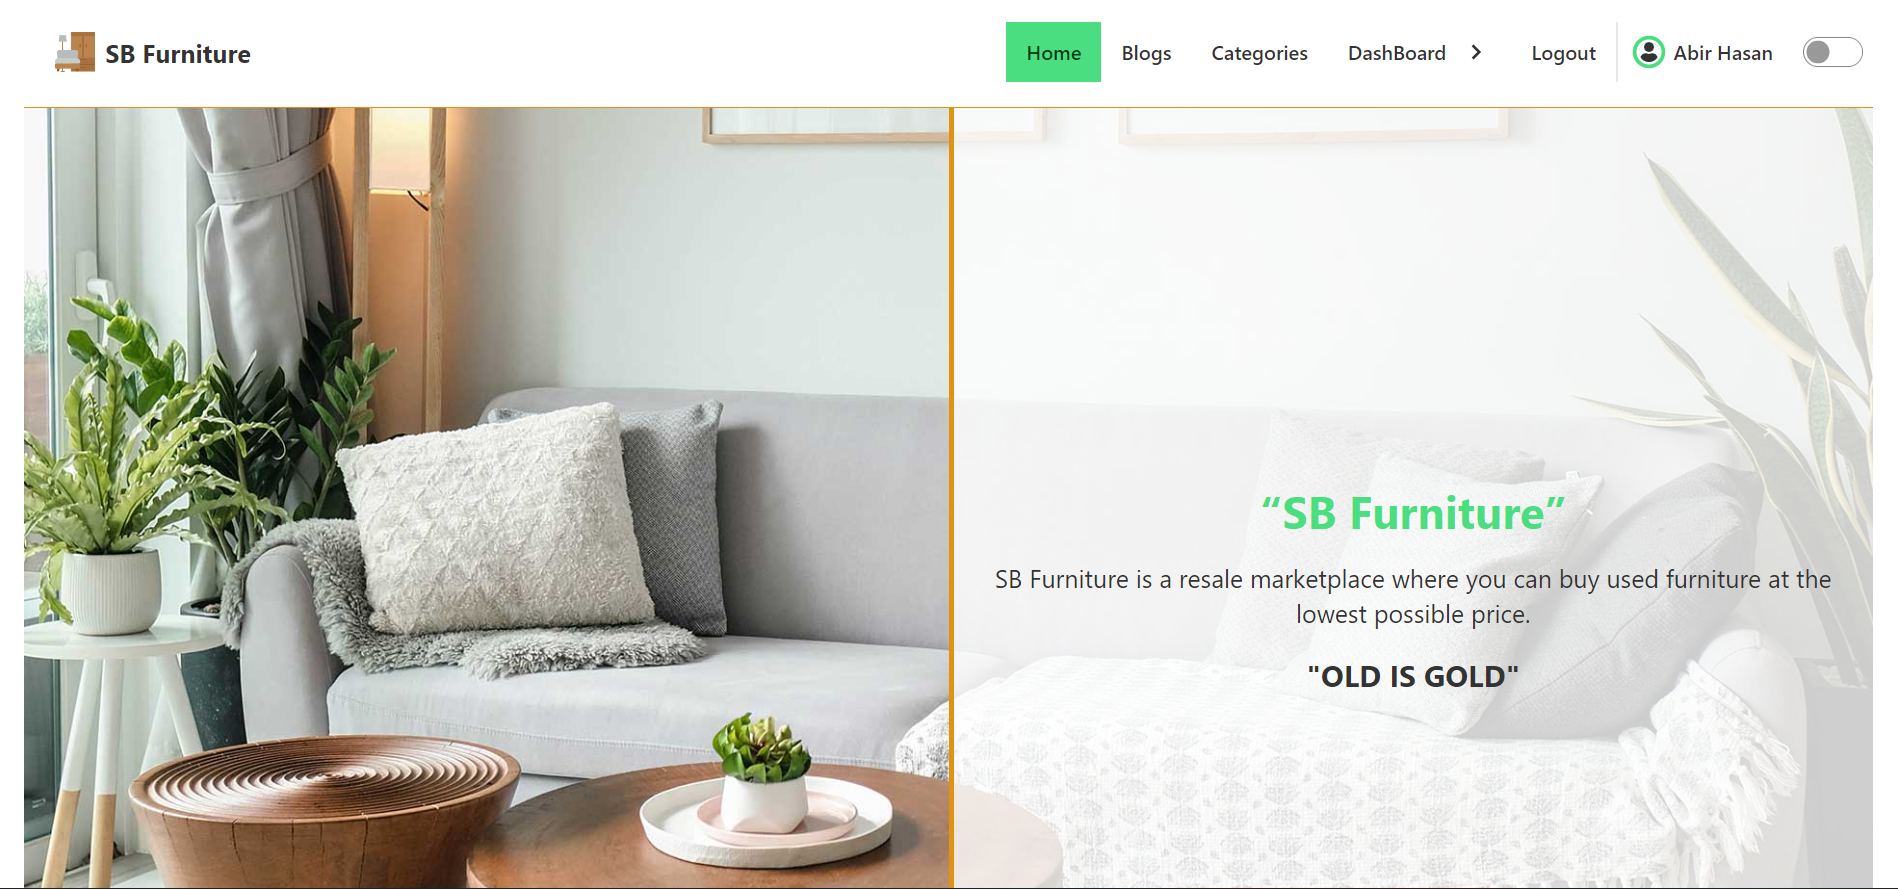 SB Furniture
Home Blogs Categories DashBoard Logout Abir Hasan
“SB Furniture”
SB Furniture is a resale marketplace where you can buy used furniture at the
lowest possible price.
"OLD IS GOLD"